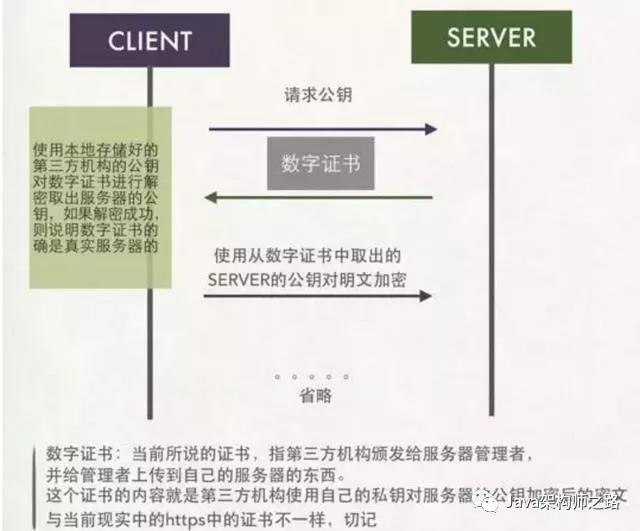 CLIENT
SERVER
请求公钥
数字证书
使用本地存储好的
第三方机构的公钥
对数字证书进行解
密取出服务器的公
钥，如果解密成功，
则说明数字证书的
确是真实服务器的
使用从数字证书中取出的
SERVER的公钥对明文加密
。。。。。
省略
数字证书：当前所说的证书，指第三方机构颁发给服务器管理者，
并给管理者上传到自己的服务器的东西。
这个证书的内容就是第三方机构使用自己的私钥对服务器的公钥加密后的密文
与当前现实中的https中的证书不一样，切记
Java架构师之路